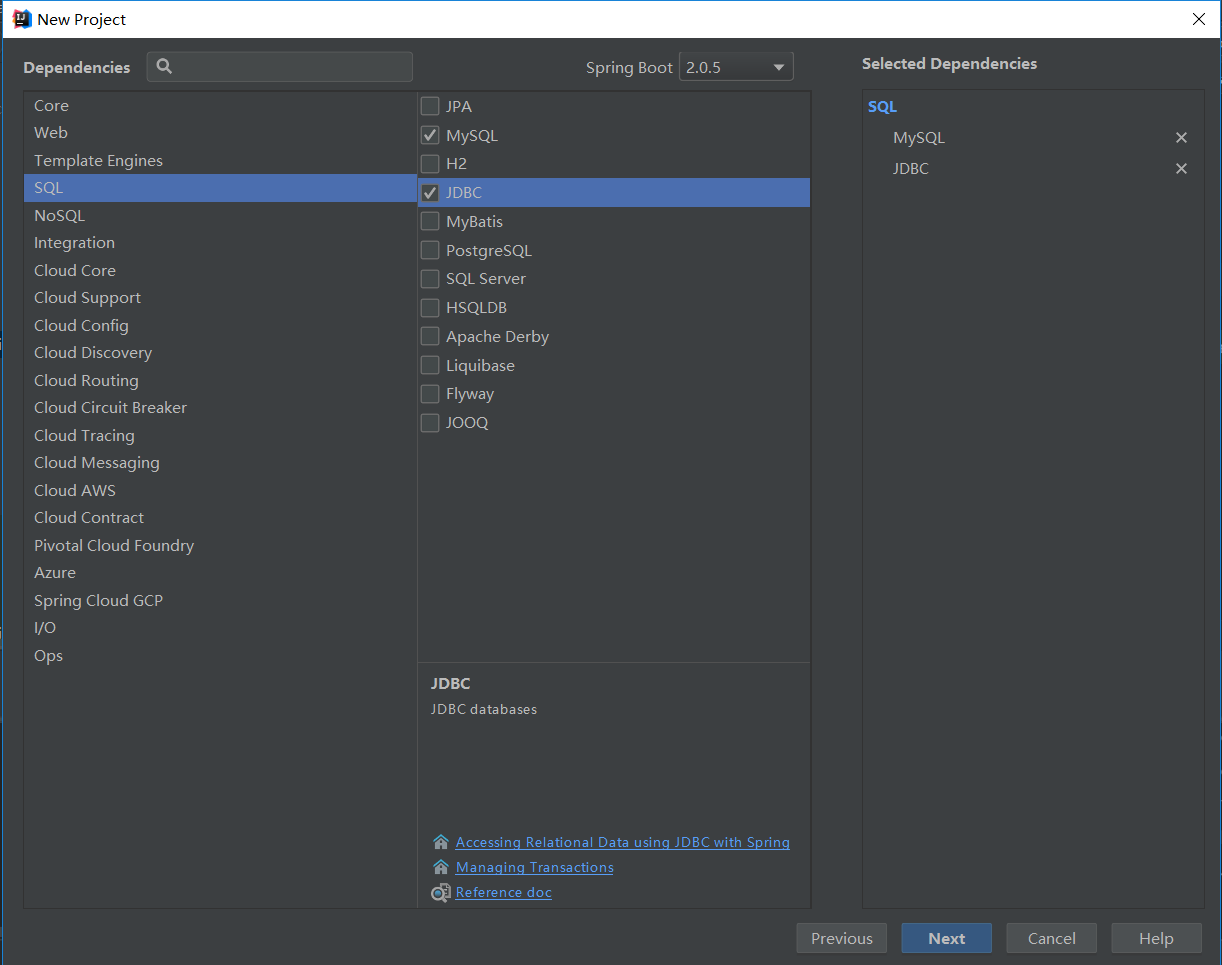 New Project
Dependencies
Spring Boot 2.0.5
Selected Dependencies
Core
Web
Template Engines
SQL
NoSQL
Integration
Cloud Core
Cloud Support
Cloud Config
Cloud Discovery
Cloud Routing
Cloud Circuit Breaker
Cloud Tracing
Cloud Messaging
Cloud AWS
Cloud Contract
Pivotal Cloud Foundry
Azure
Spring Cloud GCP
I/O
Ops
JPA
MySQL
H2
JDBC
MyBatis
PostgreSQL
SQL Server
HSQLDB
Apache Derby
Liquibase
Flyway
JOOQ
JDBC
JDBC databases
Accessing Relational Data using JDBC with Spring
Managing Transactions
Reference doc
SQL
MySQL
JDBC
Previous
Next
Cancel
Help